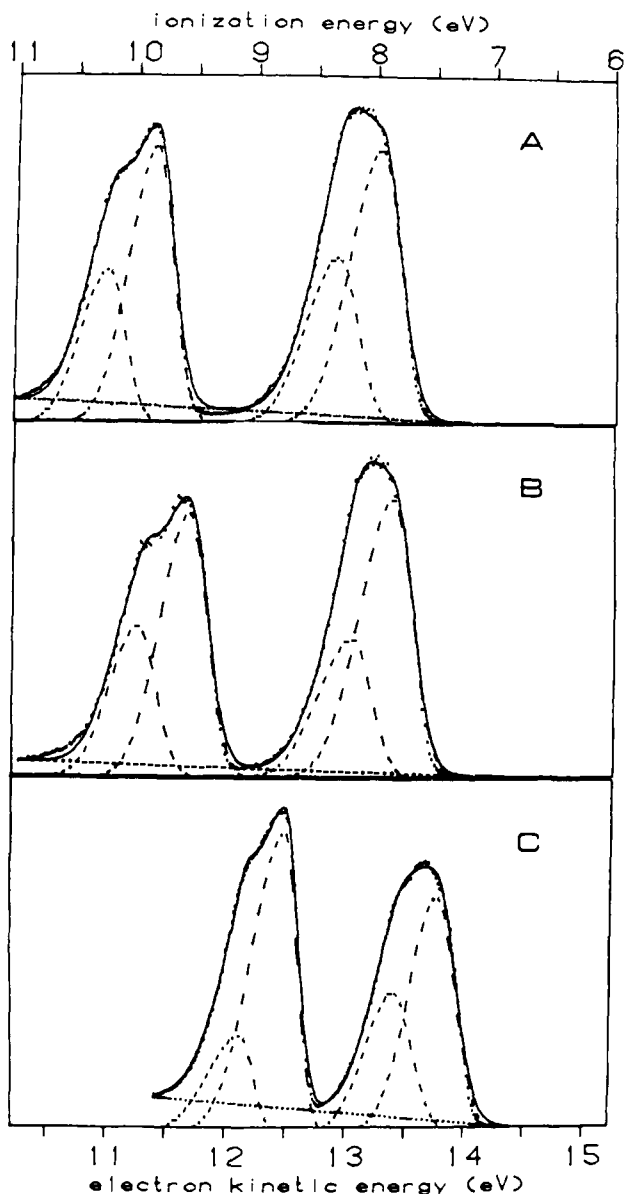 ionization energy (eV)
11 10 9 8 7 6
A
B
C
11 12 13 14 15
electron kinetic energy (eV)